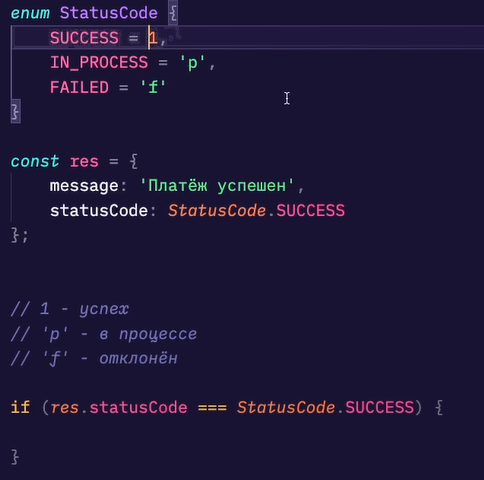 enum StatusCode {
    SUCCESS = 1,
    IN_PROCESS = 'p',
    FAILED = 'f'
}
const res = {
    message: 'Платёж успешен',
    statusCode: StatusCode.SUCCESS
};
// 1 - успех
// 'p' - в процессе
// 'f' - отклонён
if (res.statusCode === StatusCode.SUCCESS) {
}